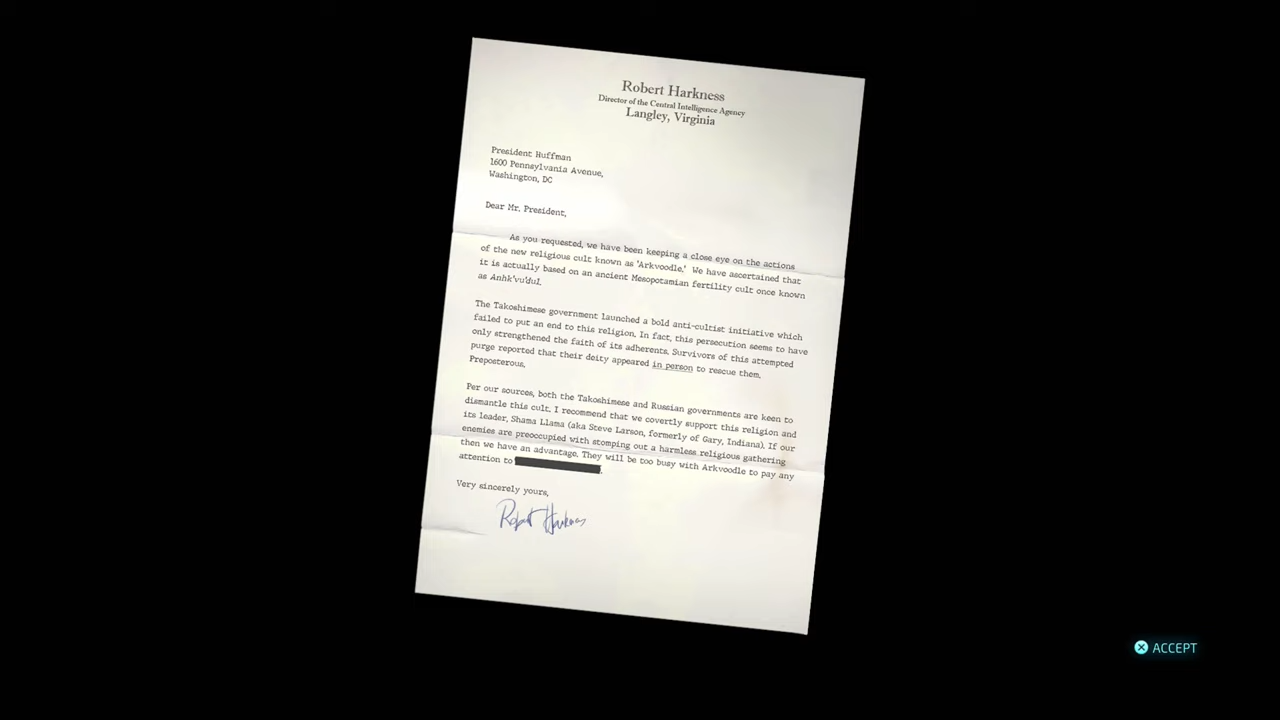 Robert Harkness
Director of the Central Intelligence Agency
Langley, Virginia
President Huffman
1600 Pennsylvania Avenue,
Washington, DC
Dear Mr. President,
As you requested, we have been keeping a close eye on the actions
of the new religious cult known as 'Arkvoodle.' We have ascertained that
it is actually based on an ancient Mesopotamian fertility cult once known
as Anhk'vu'dul.
The Takoshimese government launched a bold anti-cultist initiative which
failed to put an end to this religion. In fact, this persecution seems to have
only strengthened the faith of its adherents. Survivors of this attempted
purge reported that their deity appeared in person to rescue them.
Preposterous.
Per our sources, both the Takoshimese and Russian governments are keen to
dismantle this cult. I recommend that we covertly support this religion and
its leader, Shama Llama (aka Steve Larson, formerly of Gary, Indiana). If our
enemies are preoccupied with stomping out a harmless religious gathering
then we have an advantage. They will be too busy with Arkvoodle to pay any
attention to .
Very sincerely yours,
Robert Harkness
ACCEPT